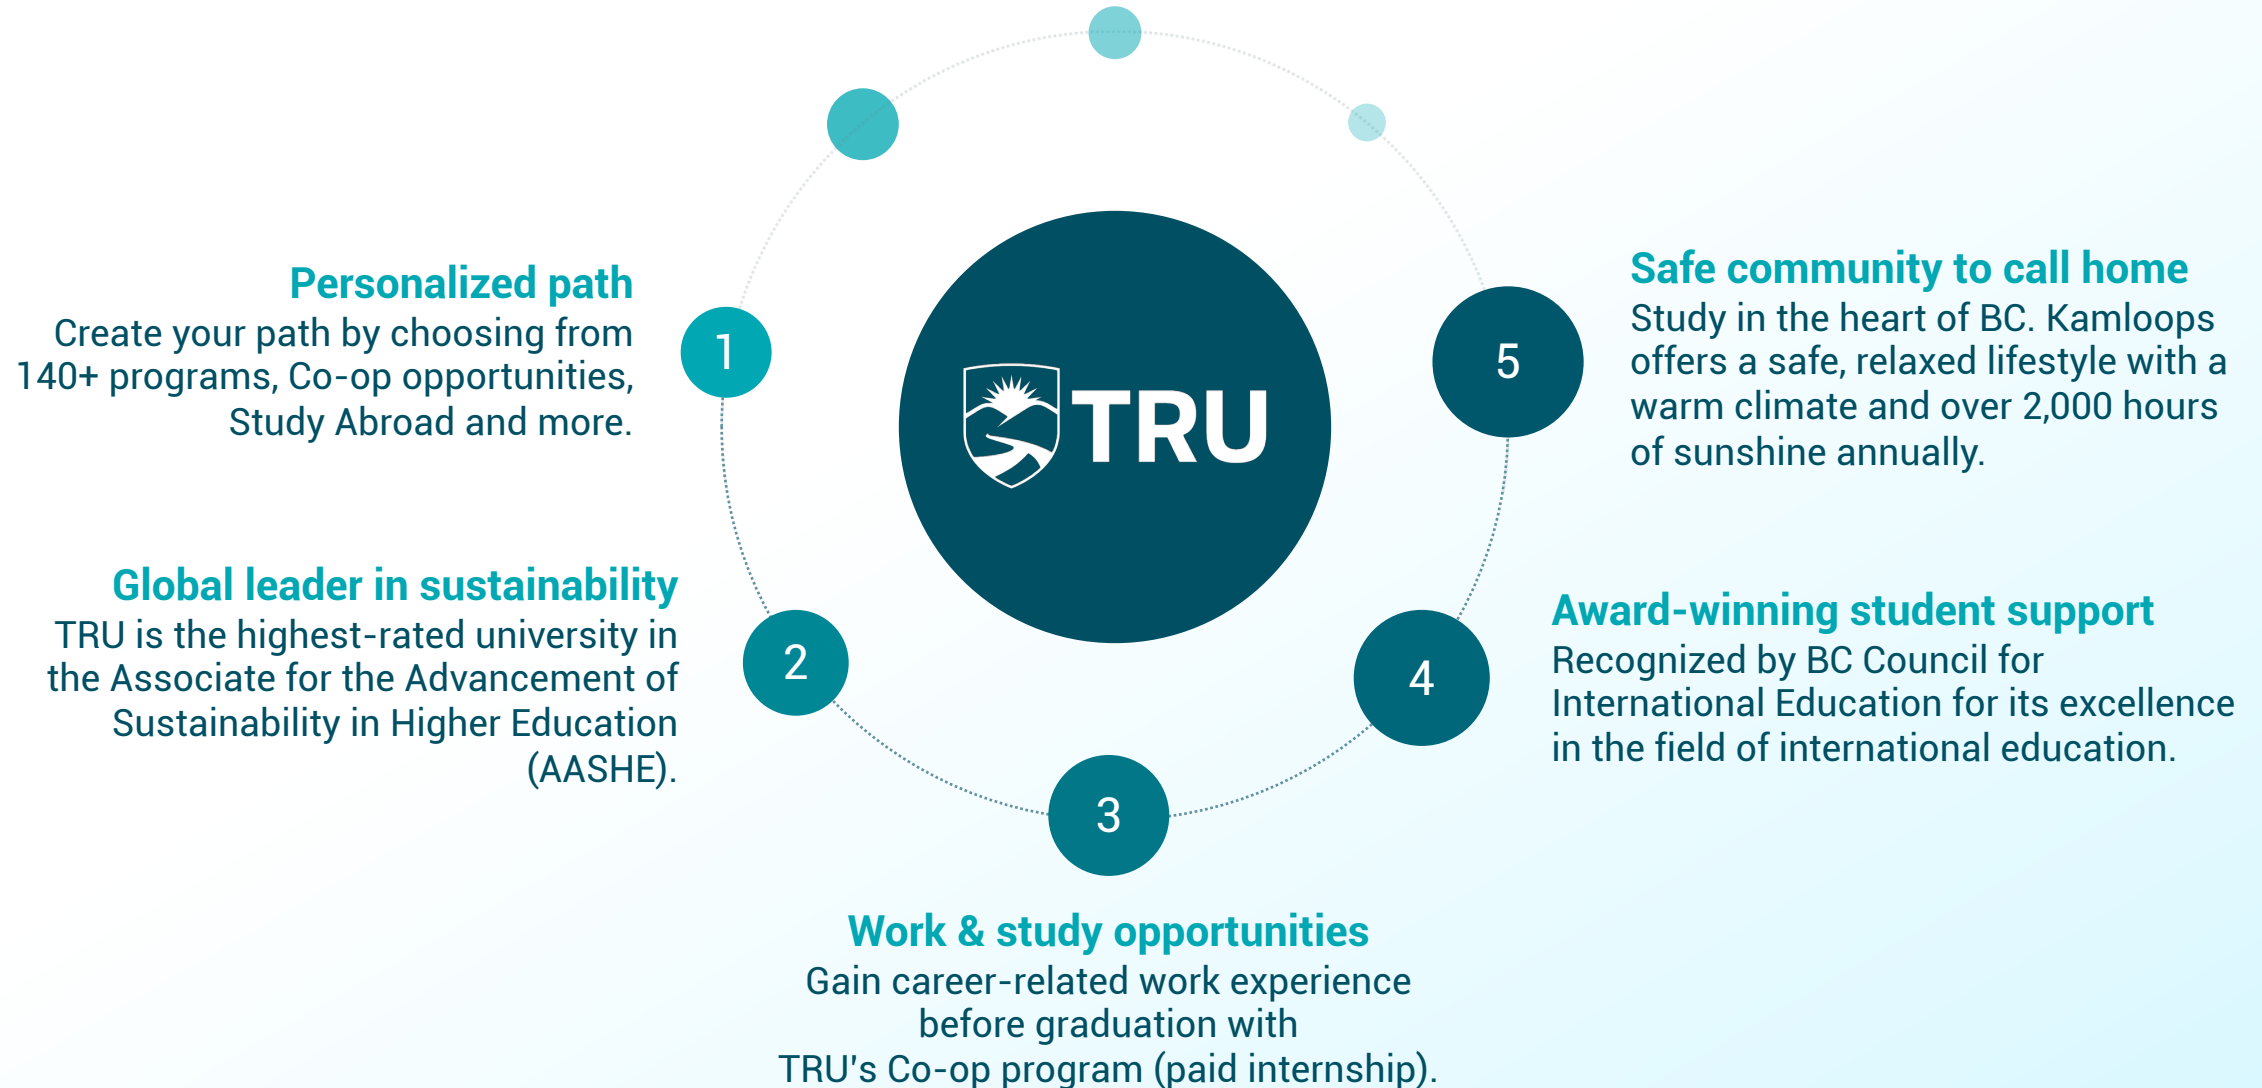 Personalized path
Create your path by choosing from
140+ programs, Co-op opportunities,
Study Abroad and more.
1
Global leader in sustainability
TRU is the highest-rated university in
the Associate for the Advancement of
Sustainability in Higher Education
(AASHE).
2
TRU
3
Work & study opportunities
Gain career-related work experience
before graduation with
TRU's Co-op program (paid internship).
4
Award-winning student support
Recognized by BC Council for
International Education for its excellence
in the field of international education.
5
Safe community to call home
Study in the heart of BC. Kamloops
offers a safe, relaxed lifestyle with a
warm climate and over 2,000 hours
of sunshine annually.